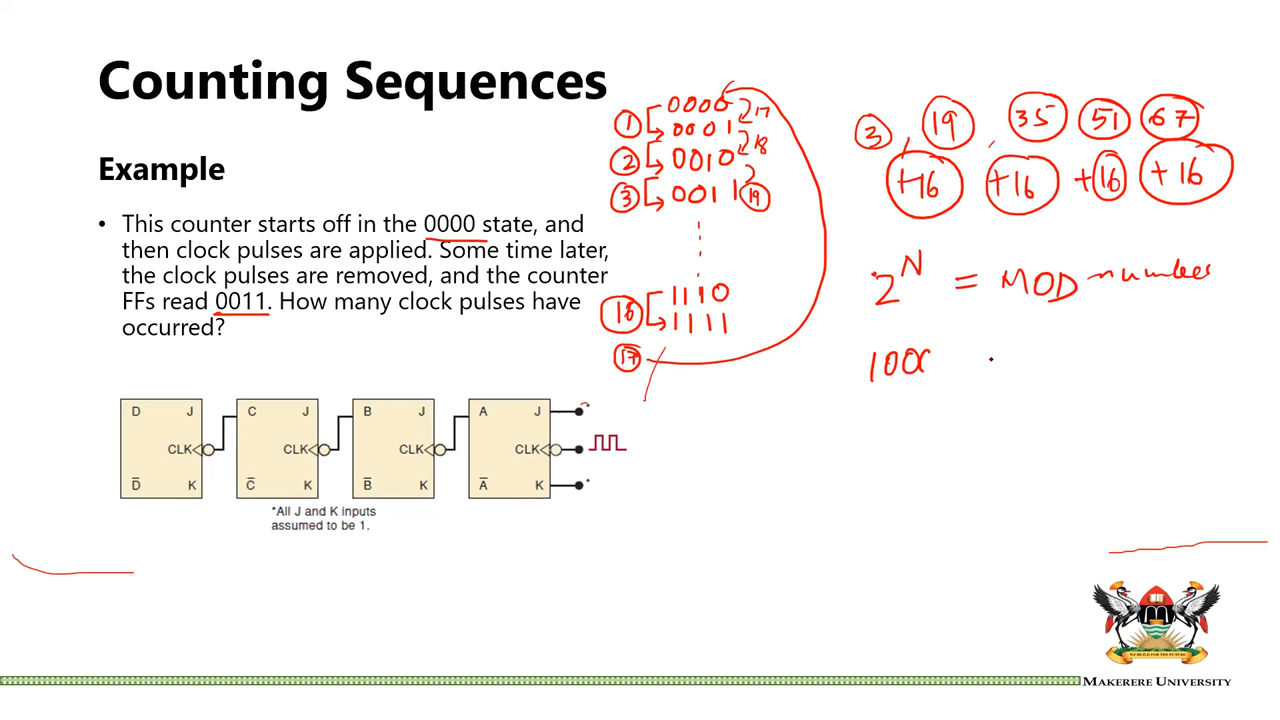 Counting Sequences
Example
• This counter starts off in the 0000 state, and
then clock pulses are applied. Some time later,
the clock pulses are removed, and the counter
FFs read 0011. How many clock pulses have
occurred?
0000 17
1 0001 18
2 0010
3 0011 19
1110
16 1111
17
3, 19, 35 51 67
+16 +16 +16 +16
2^N = MOD number
100
D J C J B J A J *
CLK CLK CLK CLK
D̅ K C̅ K B̅ K A̅ K *
*All J and K inputs
assumed to be 1.
MAKERERE UNIVERSITY